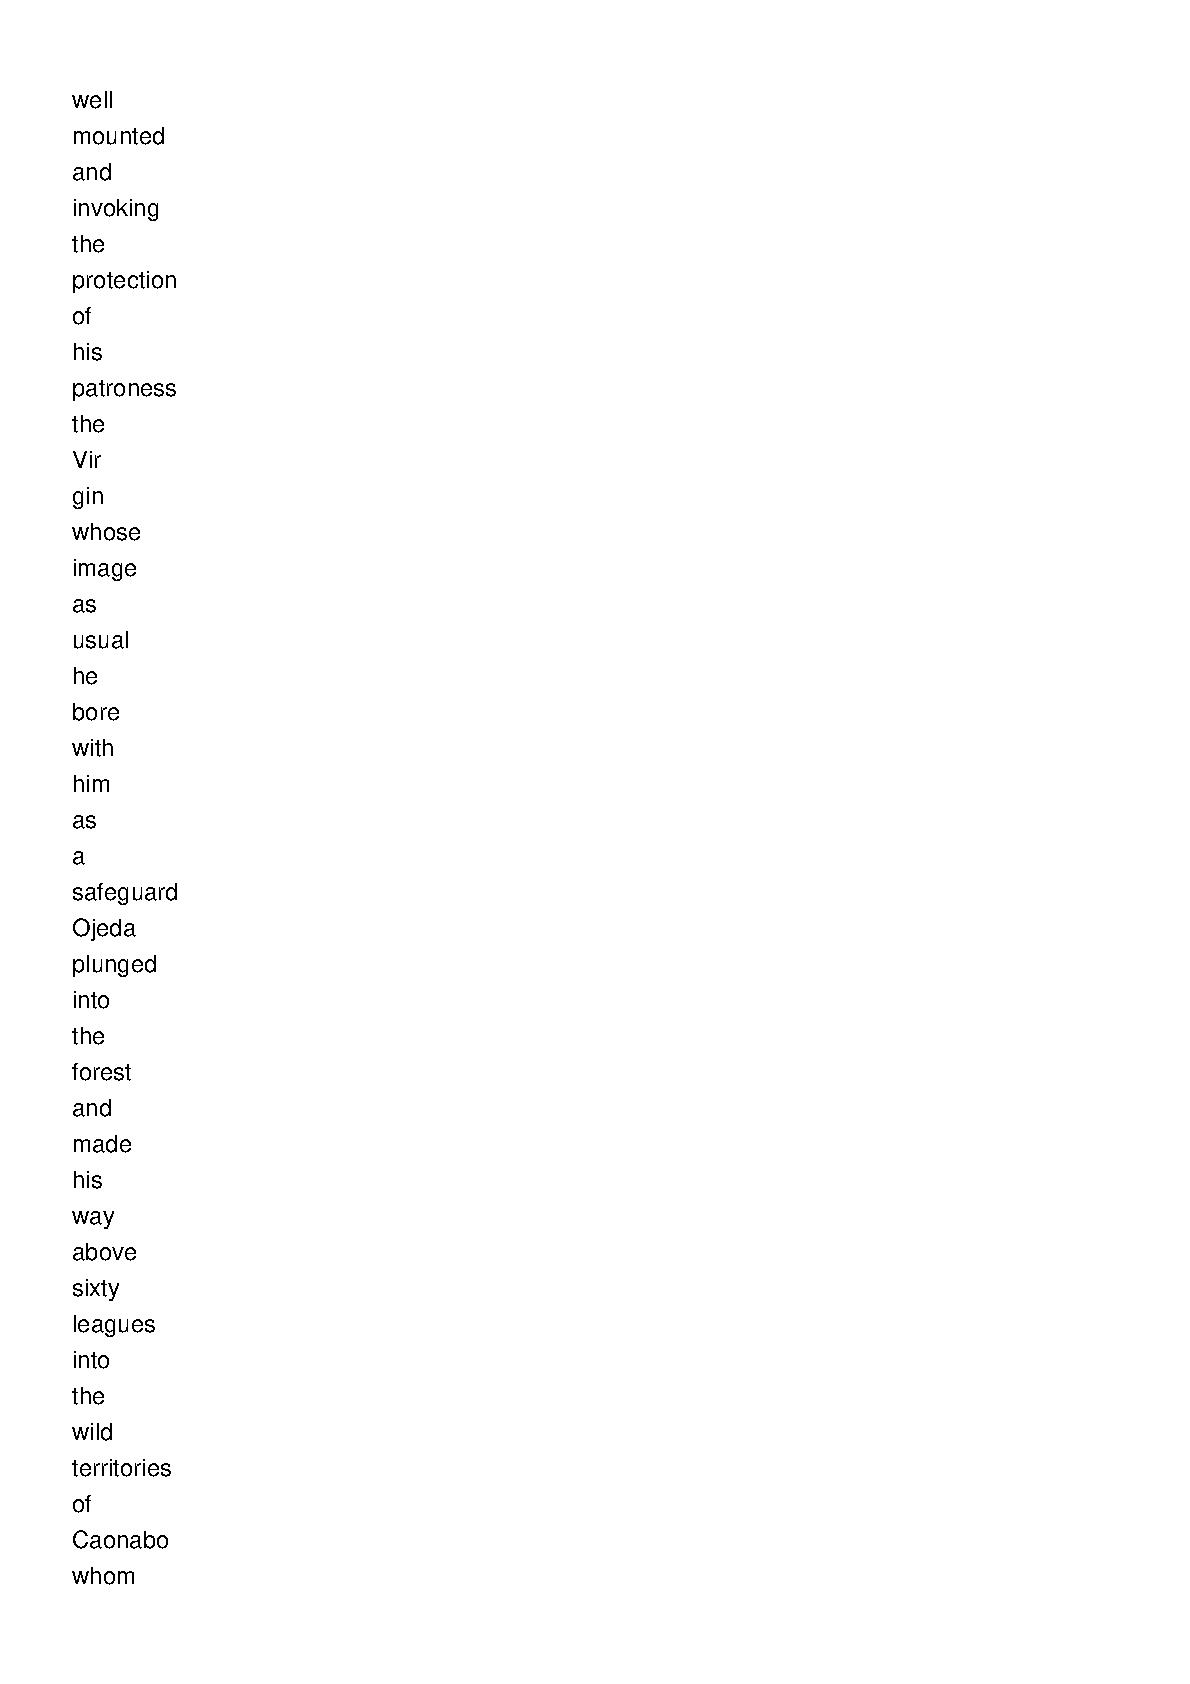 well
mounted
and
invoking
the
protection
of
his
patroness
the
Vir
gin
whose
image
as
usual
he
bore
with
him
as
a
safeguard
Ojeda
plunged
into
the
forest
and
made
his
way
above
sixty
leagues
into
the
wild
territories
of
Caonabo
whom